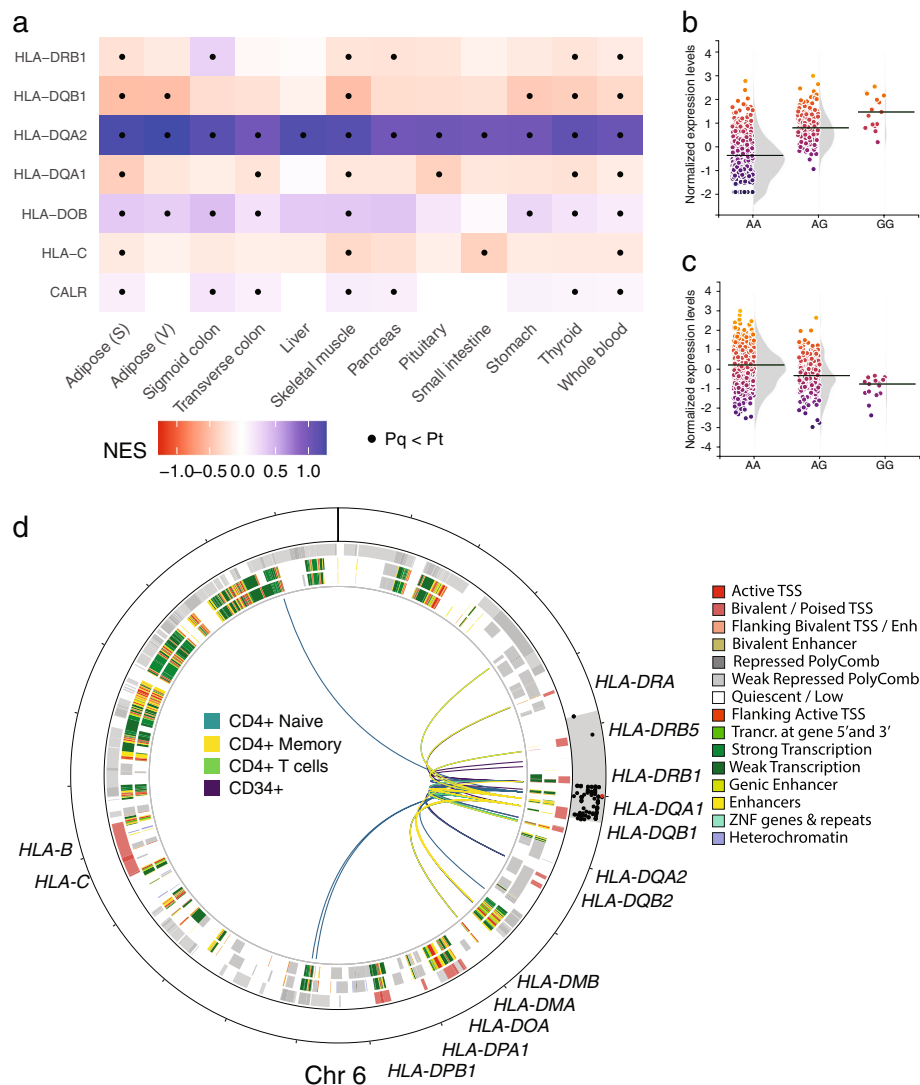 a
HLA−DRB1
HLA−DQB1
HLA−DQA2
HLA−DQA1
HLA−DOB
HLA−C
CALR
Adipose (S)
Adipose (V)
Sigmoid colon
Transverse colon
Liver
Skeletal muscle
Pancreas
Pituitary
Small intestine
Stomach
Thyroid
Whole blood
NES
−1.0 −0.5 0.0 0.5 1.0
Pq < Pt
b
Normalized expression levels
4
3
2
1
0
-1
-2
AA AG GG
c
Normalized expression levels
4
3
2
1
0
-1
-2
-3
-4
AA AG GG
d
CD4+ Naive
CD4+ Memory
CD4+ T cells
CD34+
HLA-DRA
HLA-DRB5
HLA-DRB1
HLA-DQA1
HLA-DQB1
HLA-DQA2
HLA-DQB2
HLA-DMB
HLA-DMA
HLA-DOA
HLA-DPA1
HLA-DPB1
HLA-B
HLA-C
Chr 6
Active TSS
Bivalent / Poised TSS
Flanking Bivalent TSS / Enh
Bivalent Enhancer
Repressed PolyComb
Weak Repressed PolyComb
Quiescent / Low
Flanking Active TSS
Trancr. at gene 5'and 3'
Strong Transcription
Weak Transcription
Genic Enhancer
Enhancers
ZNF genes & repeats
Heterochromatin